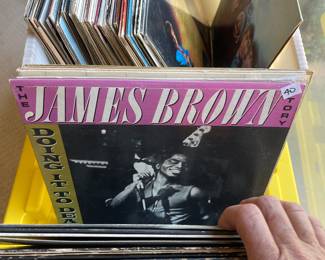 THE
JAMES BROWN
STORY
40
DOING IT TO DEA